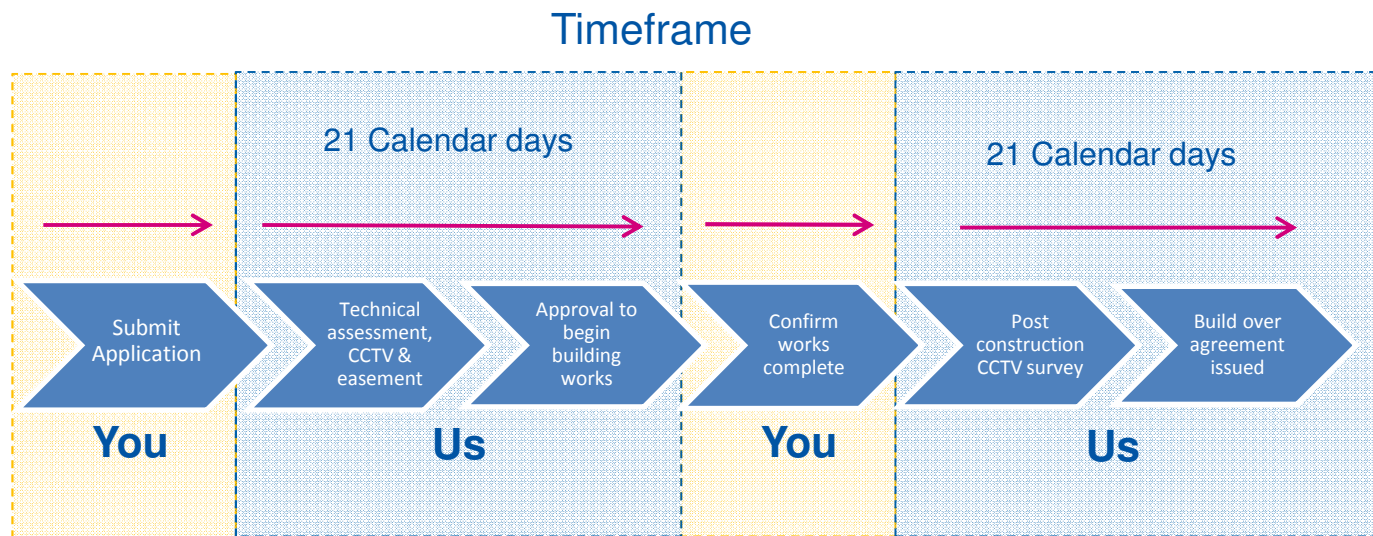 Timeframe
21 Calendar days
21 Calendar days
Submit
Application
Technical
assessment,
CCTV &
easement
Approval to
begin
building
works
Confirm
works
complete
Post
construction
CCTV survey
Build over
agreement
issued
You
Us
You
Us